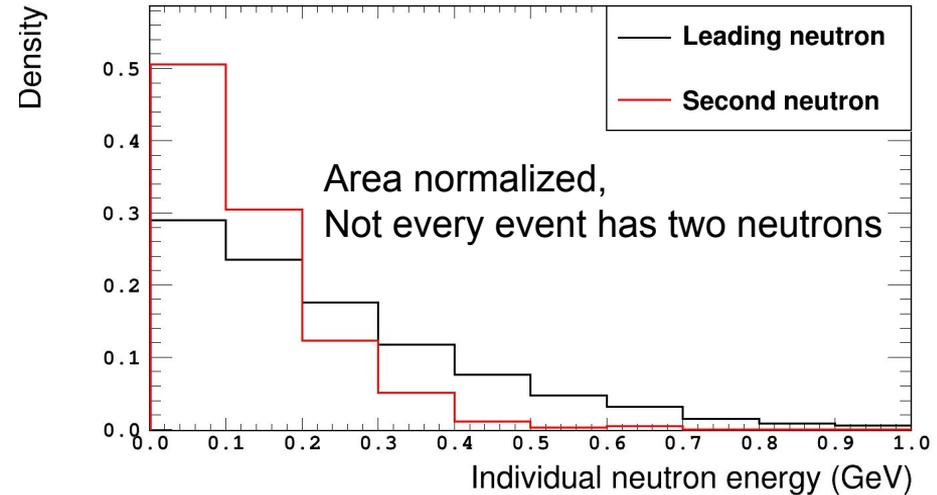 Density
Leading neutron
Second neutron
0.5
0.4
0.3
0.2
0.1
0.0
Area normalized,
Not every event has two neutrons
0.0 0.1 0.2 0.3 0.4 0.5 0.6 0.7 0.8 0.9 1.0
Individual neutron energy (GeV)